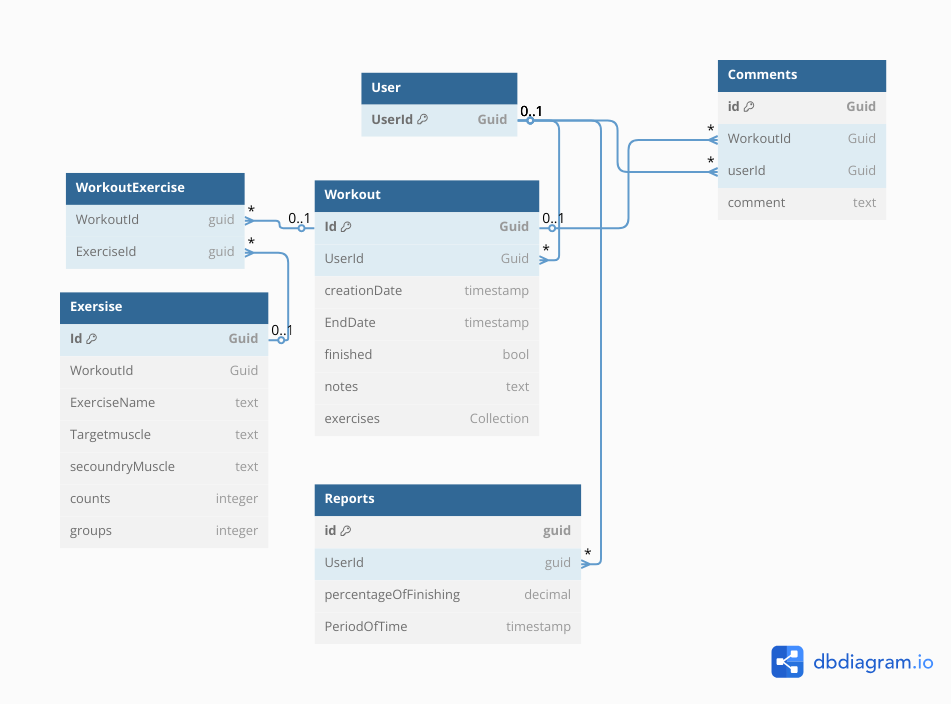 User
UserId Guid
0..1
Comments
id Guid
* WorkoutId Guid
* userId Guid
comment text
WorkoutExercise
WorkoutId guid *
ExerciseId guid *
Workout
0..1 Id Guid 0..1
UserId Guid *
creationDate timestamp
EndDate timestamp
finished bool
notes text
exercises Collection
Exersise
Id Guid 0..1
WorkoutId Guid
ExerciseName text
Targetmuscle text
secoundryMuscle text
counts integer
groups integer
Reports
id guid
UserId guid *
percentageOfFinishing decimal
PeriodOfTime timestamp
dbdiagram.io